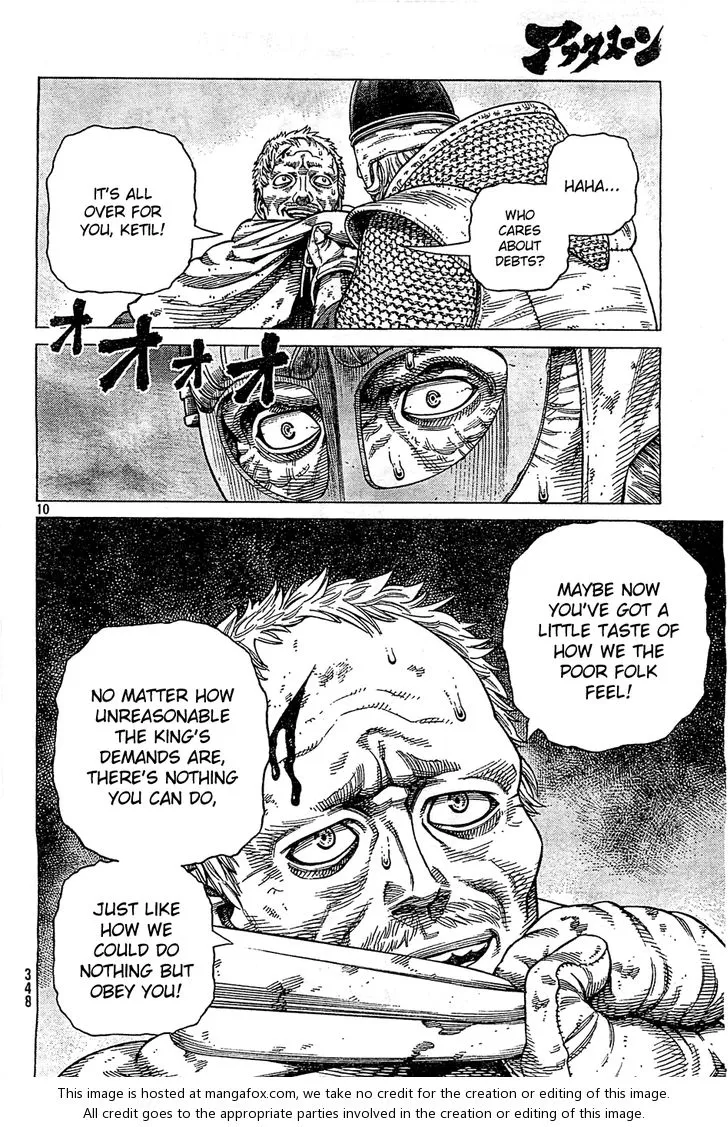 アフタヌーン
HAHA...
WHO
CARES
ABOUT
DEBTS?
IT'S ALL
OVER FOR
YOU, KETIL!
オオオオ
10
MAYBE NOW
YOU'VE GOT A
LITTLE TASTE OF
HOW WE THE
POOR FOLK
FEEL!
NO MATTER HOW
UNREASONABLE
THE KING'S
DEMANDS ARE,
THERE'S NOTHING
YOU CAN DO,
JUST LIKE
HOW WE
COULD DO
NOTHING BUT
OBEY YOU!
348
This image is hosted at mangafox.com, we take no credit for the creation or editing of this image.
All credit goes to the appropriate parties involved in the creation or editing of this image.